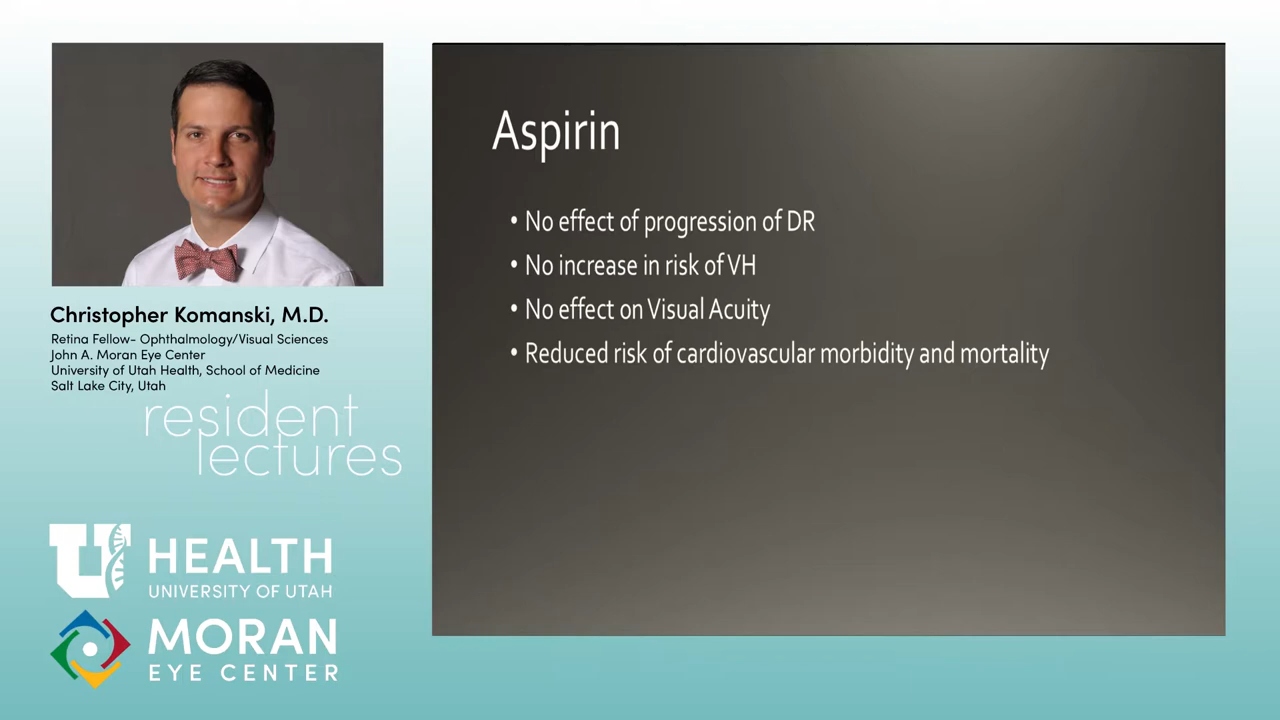 Christopher Komanski, M.D.
Retina Fellow- Ophthalmology/Visual Sciences
John A. Moran Eye Center
University of Utah Health, School of Medicine
Salt Lake City, Utah
resident
lectures
U
HEALTH
UNIVERSITY OF UTAH
MORAN
EYE CENTER
Aspirin
• No effect of progression of DR
• No increase in risk of VH
• No effect on Visual Acuity
• Reduced risk of cardiovascular morbidity and mortality